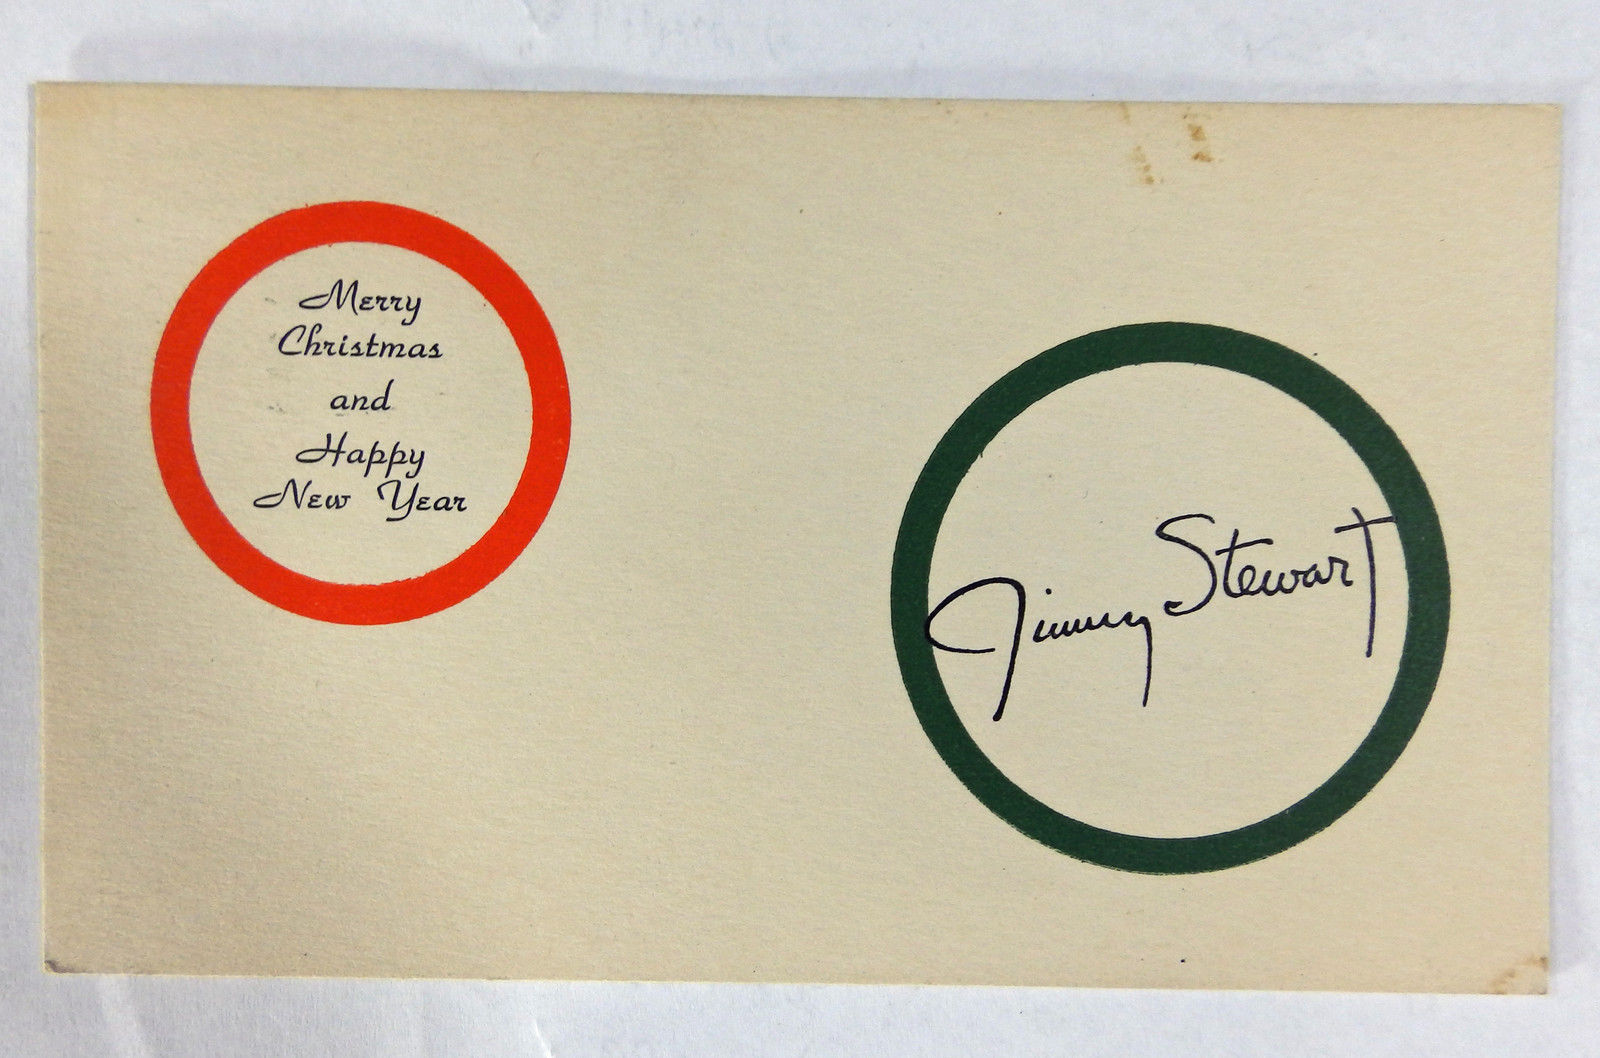 Merry
Christmas
and
Happy
New Year
Jimmy Stewart